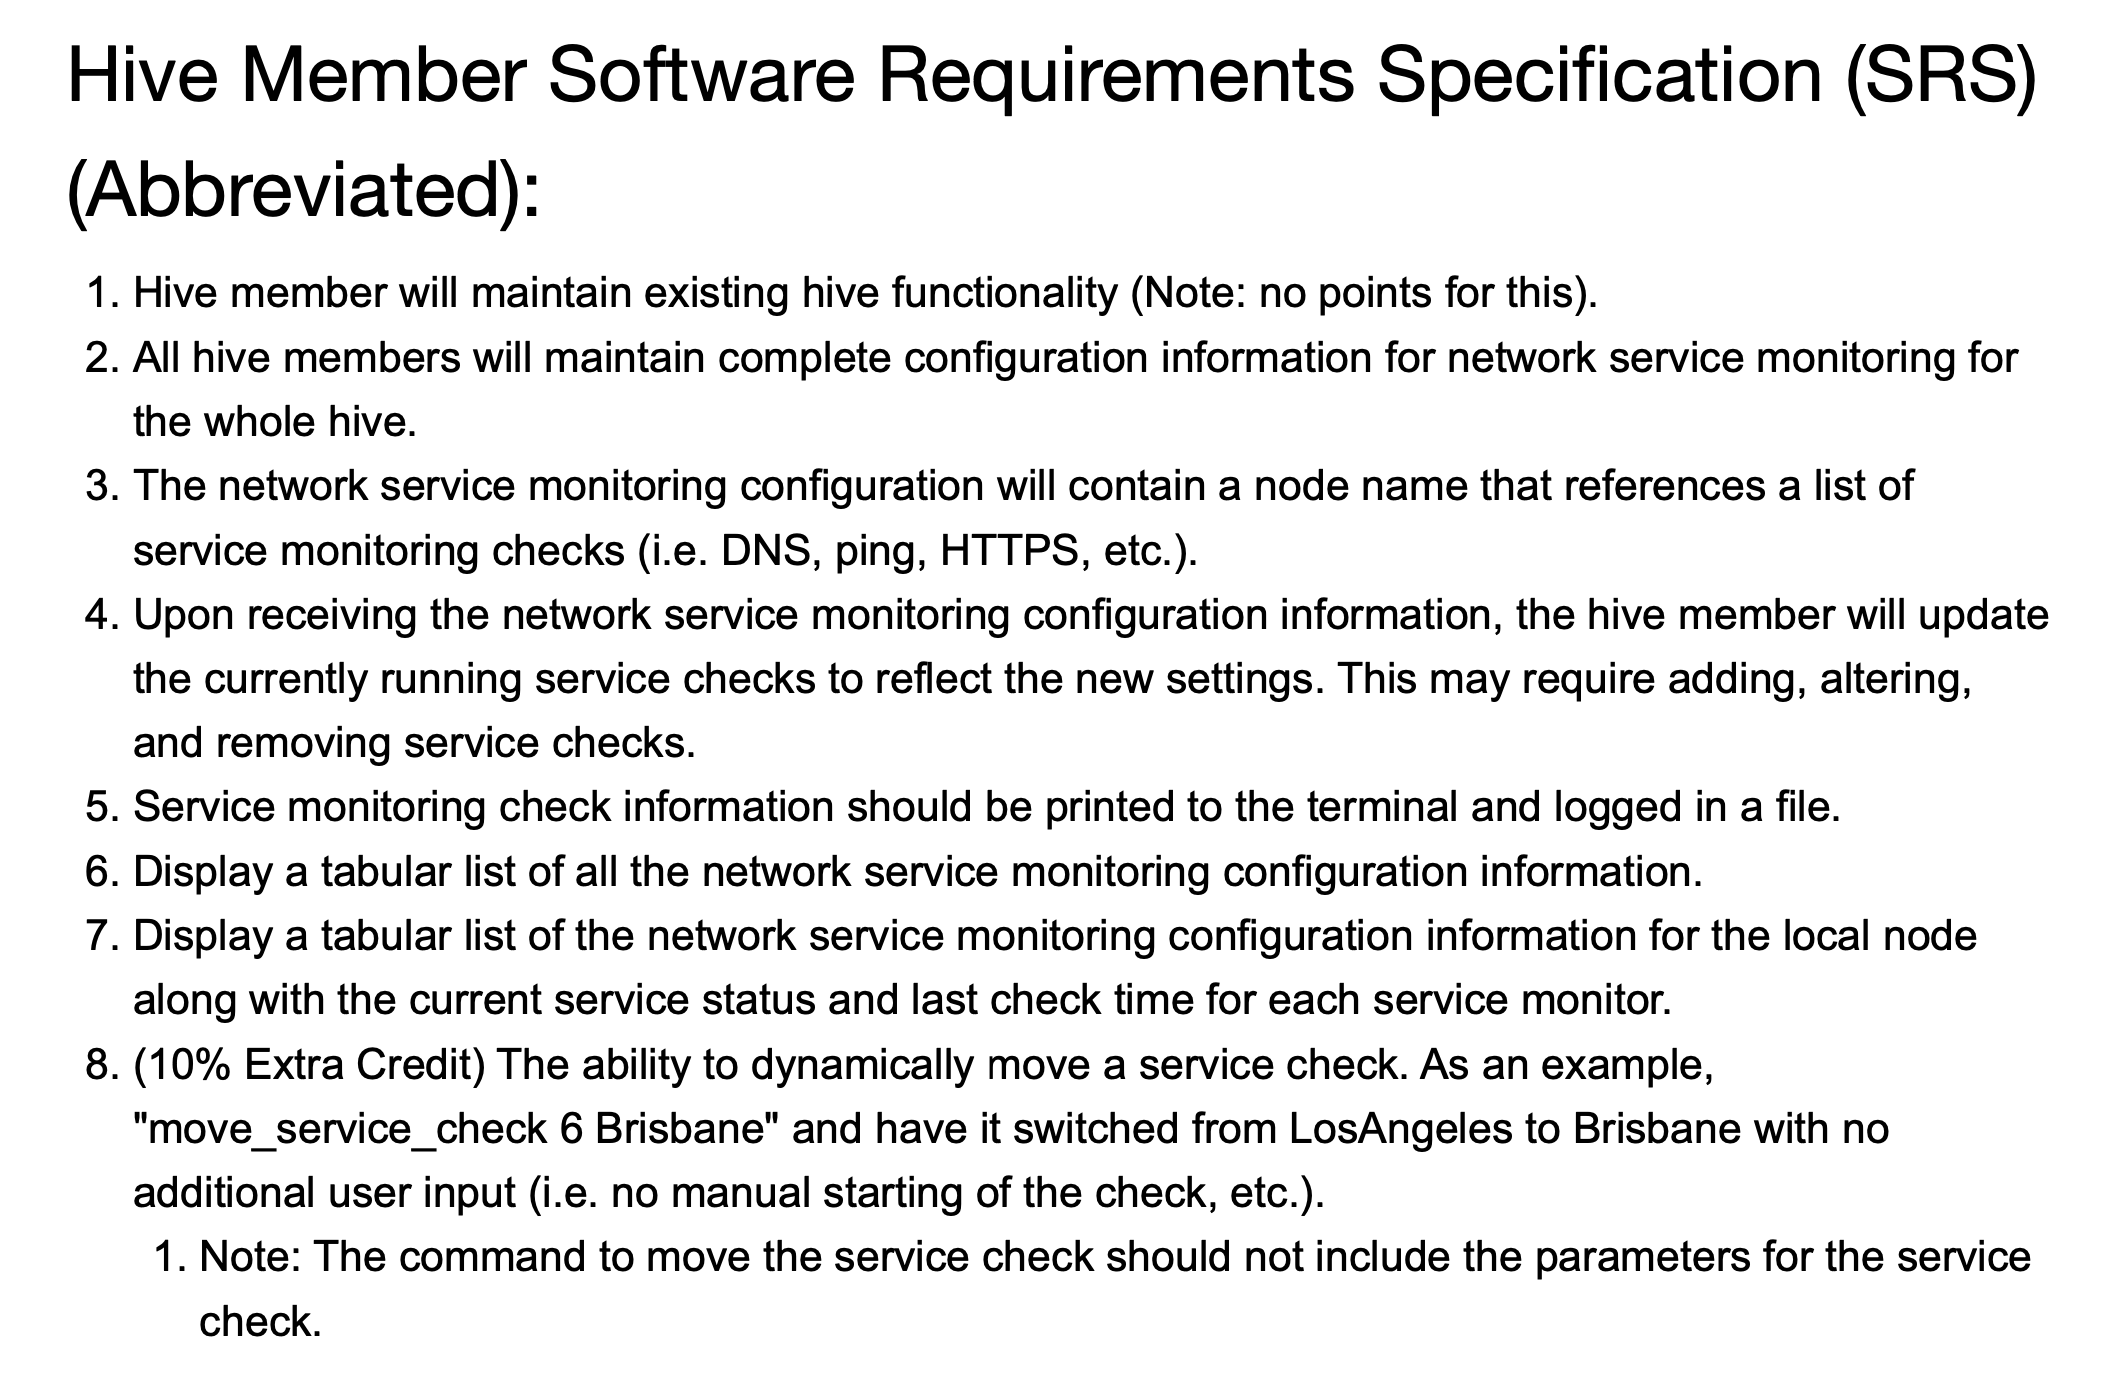 Hive Member Software Requirements Specification (SRS)
(Abbreviated):
1. Hive member will maintain existing hive functionality (Note: no points for this).
2. All hive members will maintain complete configuration information for network service monitoring for
the whole hive.
3. The network service monitoring configuration will contain a node name that references a list of
service monitoring checks (i.e. DNS, ping, HTTPS, etc.).
4. Upon receiving the network service monitoring configuration information, the hive member will update
the currently running service checks to reflect the new settings. This may require adding, altering,
and removing service checks.
5. Service monitoring check information should be printed to the terminal and logged in a file.
6. Display a tabular list of all the network service monitoring configuration information.
7. Display a tabular list of the network service monitoring configuration information for the local node
along with the current service status and last check time for each service monitor.
8. (10% Extra Credit) The ability to dynamically move a service check. As an example,
"move_service_check 6 Brisbane" and have it switched from LosAngeles to Brisbane with no
additional user input (i.e. no manual starting of the check, etc.).
1. Note: The command to move the service check should not include the parameters for the service
check.